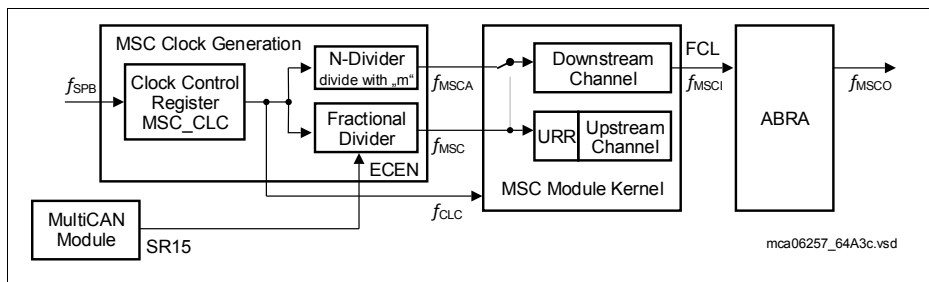 MSC Clock Generation
fSPB
Clock Control
Register
MSC_CLC
N-Divider
divide with „m“
Fractional
Divider
ECEN
fMSCA
fMSC
fCLC
MultiCAN
Module
SR15
Downstream
Channel
URR
Upstream
Channel
MSC Module Kernel
FCL
fMSCI
ABRA
fMSCO
mca06257_64A3c.vsd